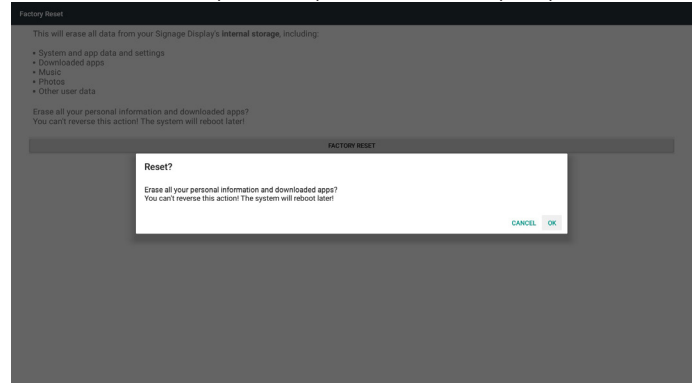 Factory Reset
This will erase all data from your Signage Display's internal storage, including:
• System and app data and settings
• Downloaded apps
• Music
• Photos
• Other user data
Erase all your personal information and downloaded apps?
You can't reverse this action! The system will reboot later!
FACTORY RESET
Reset?
Erase all your personal information and downloaded apps?
You can't reverse this action! The system will reboot later!
CANCEL OK